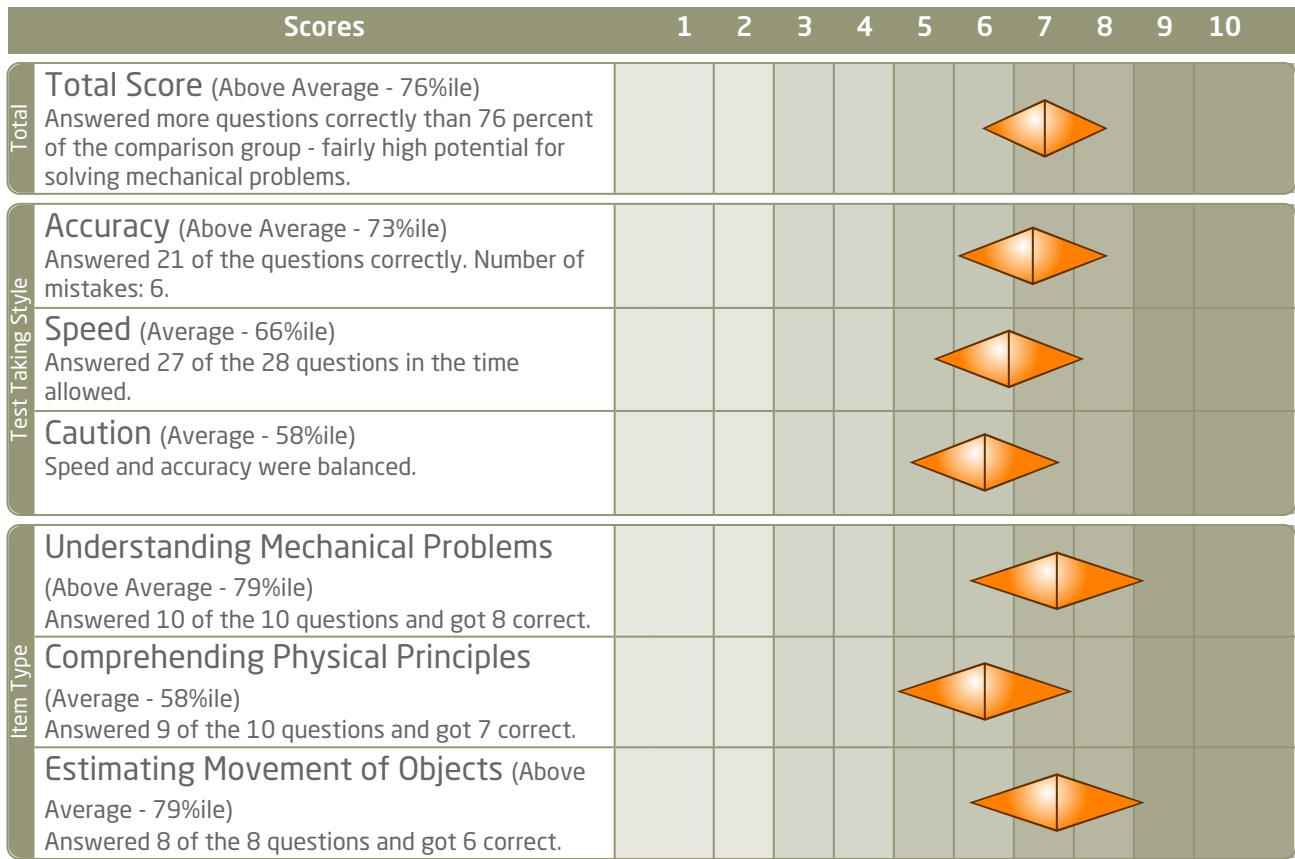 Scores 1 2 3 4 5 6 7 8 9 10
Total
Total Score (Above Average - 76%ile)
Answered more questions correctly than 76 percent
of the comparison group - fairly high potential for
solving mechanical problems.
Test Taking Style
Accuracy (Above Average - 73%ile)
Answered 21 of the questions correctly. Number of
mistakes: 6.
Speed (Average - 66%ile)
Answered 27 of the 28 questions in the time
allowed.
Caution (Average - 58%ile)
Speed and accuracy were balanced.
Item Type
Understanding Mechanical Problems
(Above Average - 79%ile)
Answered 10 of the 10 questions and got 8 correct.
Comprehending Physical Principles
(Average - 58%ile)
Answered 9 of the 10 questions and got 7 correct.
Estimating Movement of Objects (Above
Average - 79%ile)
Answered 8 of the 8 questions and got 6 correct.